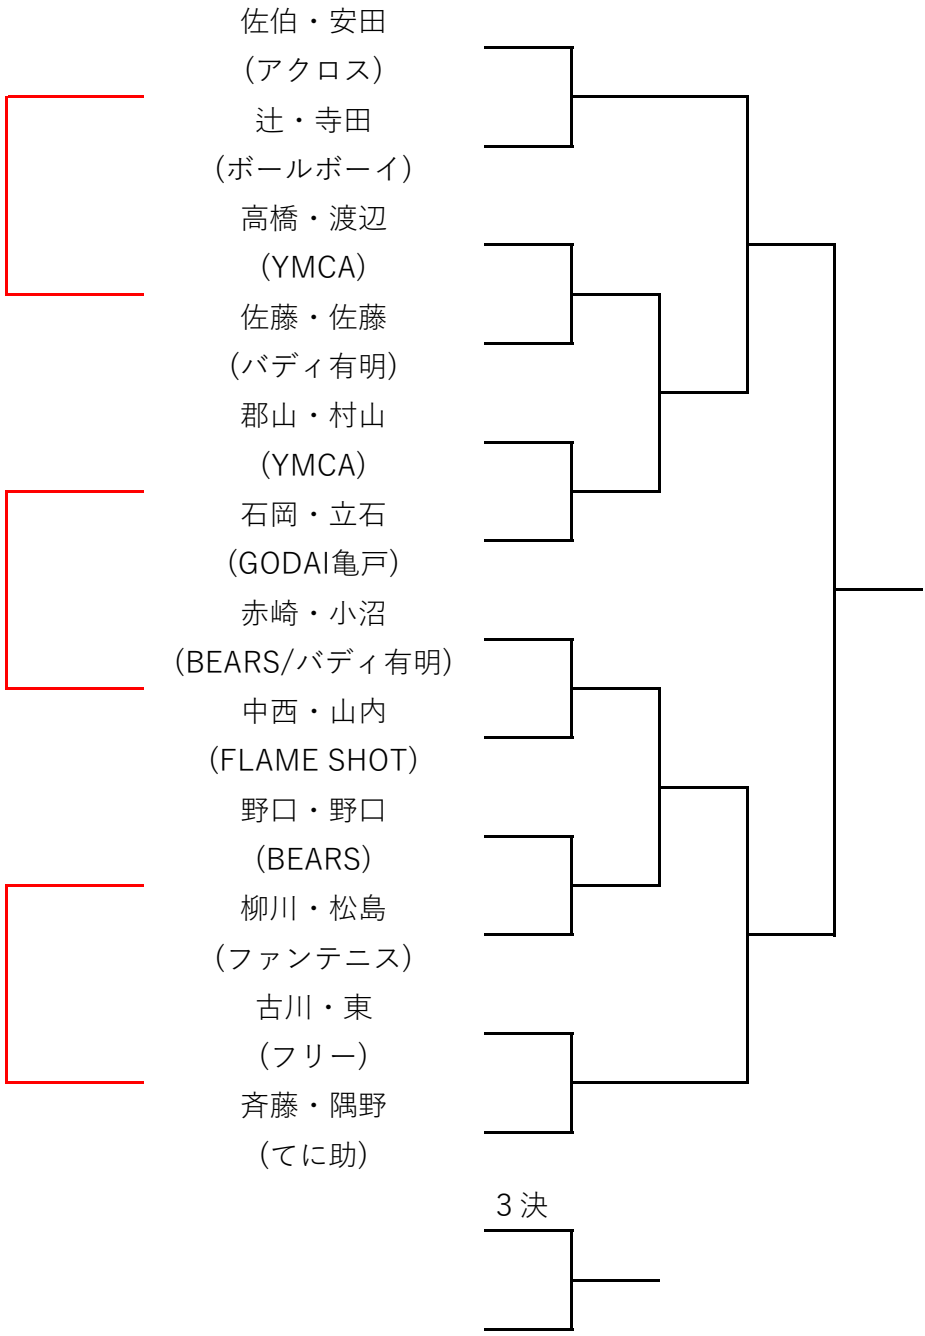 佐伯・安田
(アクロス)
辻・寺田
(ボールボーイ)
高橋・渡辺
(YMCA)
佐藤・佐藤
(バディ有明)
郡山・村山
(YMCA)
石岡・立石
(GODAI亀戸)
赤崎・小沼
(BEARS/バディ有明)
中西・山内
(FLAME SHOT)
野口・野口
(BEARS)
柳川・松島
(ファンテニス)
古川・東
(フリー)
斉藤・隅野
(てに助)
3決